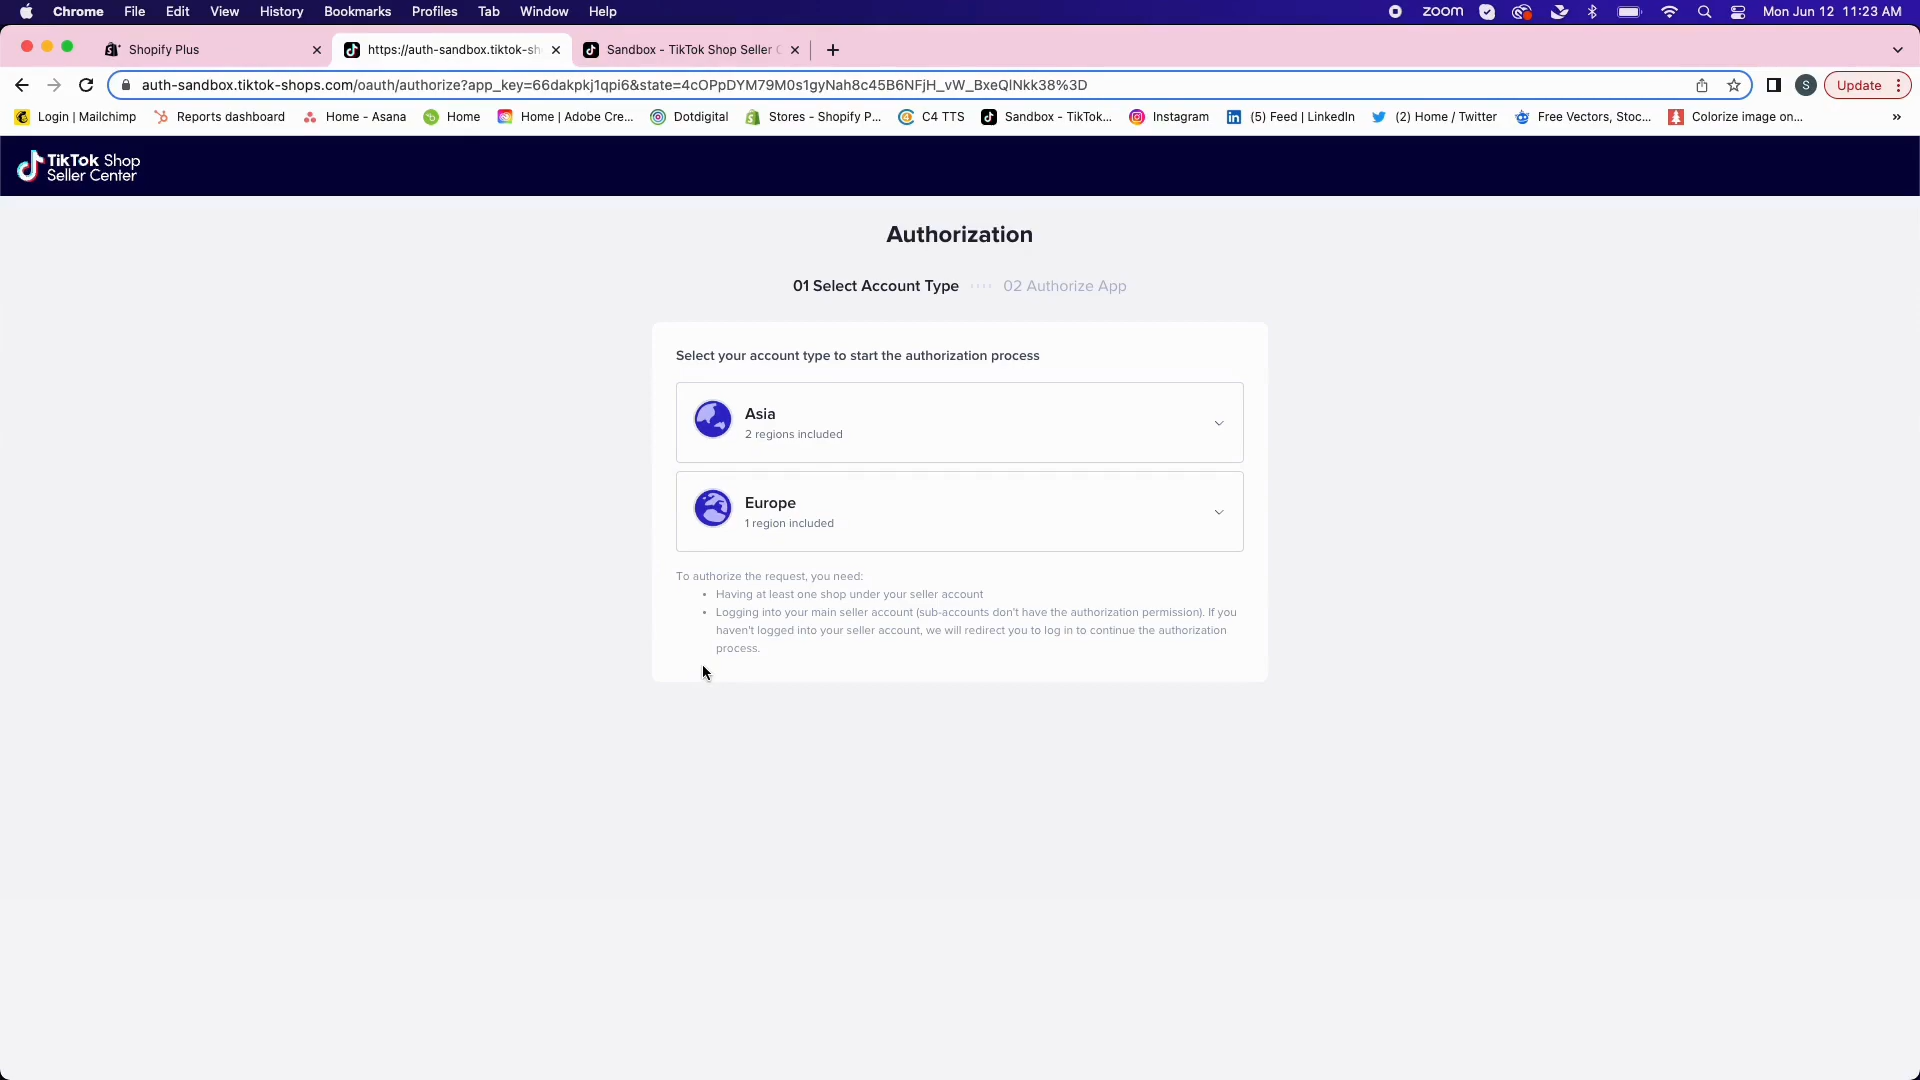 Chrome File Edit View History Bookmarks Profiles Tab Window Help zoom Mon Jun 12 11:23 AM
Shopify Plus https://auth-sandbox.tiktok-sh Sandbox - TikTok Shop Seller C
auth-sandbox.tiktok-shops.com/oauth/authorize?app_key=66dakpkj1qpi6&state=4cOPpDYM79M0s1gyNah8c45B6NFjH_vW_BxeQlNkk38%3D S Update
Login | Mailchimp Reports dashboard Home - Asana Home Home | Adobe Cre... Dotdigital Stores - Shopify P... C4 TTS Sandbox - TikTok... Instagram (5) Feed | LinkedIn (2) Home / Twitter Free Vectors, Stoc... Colorize image on... »
TikTok Shop
Seller Center
Authorization
01 Select Account Type 02 Authorize App
Select your account type to start the authorization process
Asia
2 regions included
Europe
1 region included
To authorize the request, you need:
• Having at least one shop under your seller account
• Logging into your main seller account (sub-accounts don't have the authorization permission). If you
haven't logged into your seller account, we will redirect you to log in to continue the authorization
process.